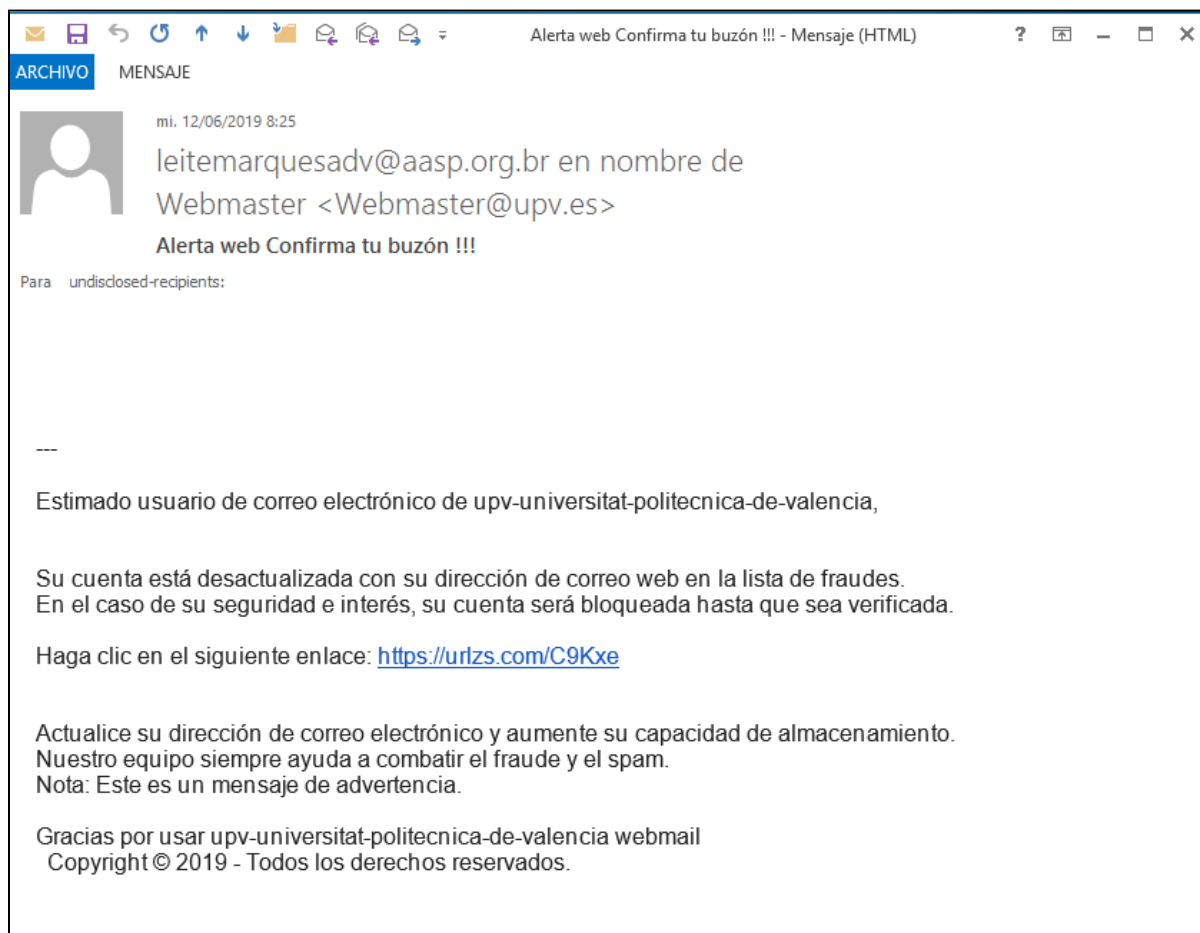 Alerta web Confirma tu buzón !!! - Mensaje (HTML)
ARCHIVO MENSAJE
mi. 12/06/2019 8:25
leitemarquesadv@aasp.org.br en nombre de
Webmaster <Webmaster@upv.es>
Alerta web Confirma tu buzón !!!
Para undisclosed-recipients:
---
Estimado usuario de correo electrónico de upv-universitat-politecnica-de-valencia,
Su cuenta está desactualizada con su dirección de correo web en la lista de fraudes.
En el caso de su seguridad e interés, su cuenta será bloqueada hasta que sea verificada.
Haga clic en el siguiente enlace: https://urlzs.com/C9Kxe
Actualice su dirección de correo electrónico y aumente su capacidad de almacenamiento.
Nuestro equipo siempre ayuda a combatir el fraude y el spam.
Nota: Este es un mensaje de advertencia.
Gracias por usar upv-universitat-politecnica-de-valencia webmail
Copyright © 2019 - Todos los derechos reservados.